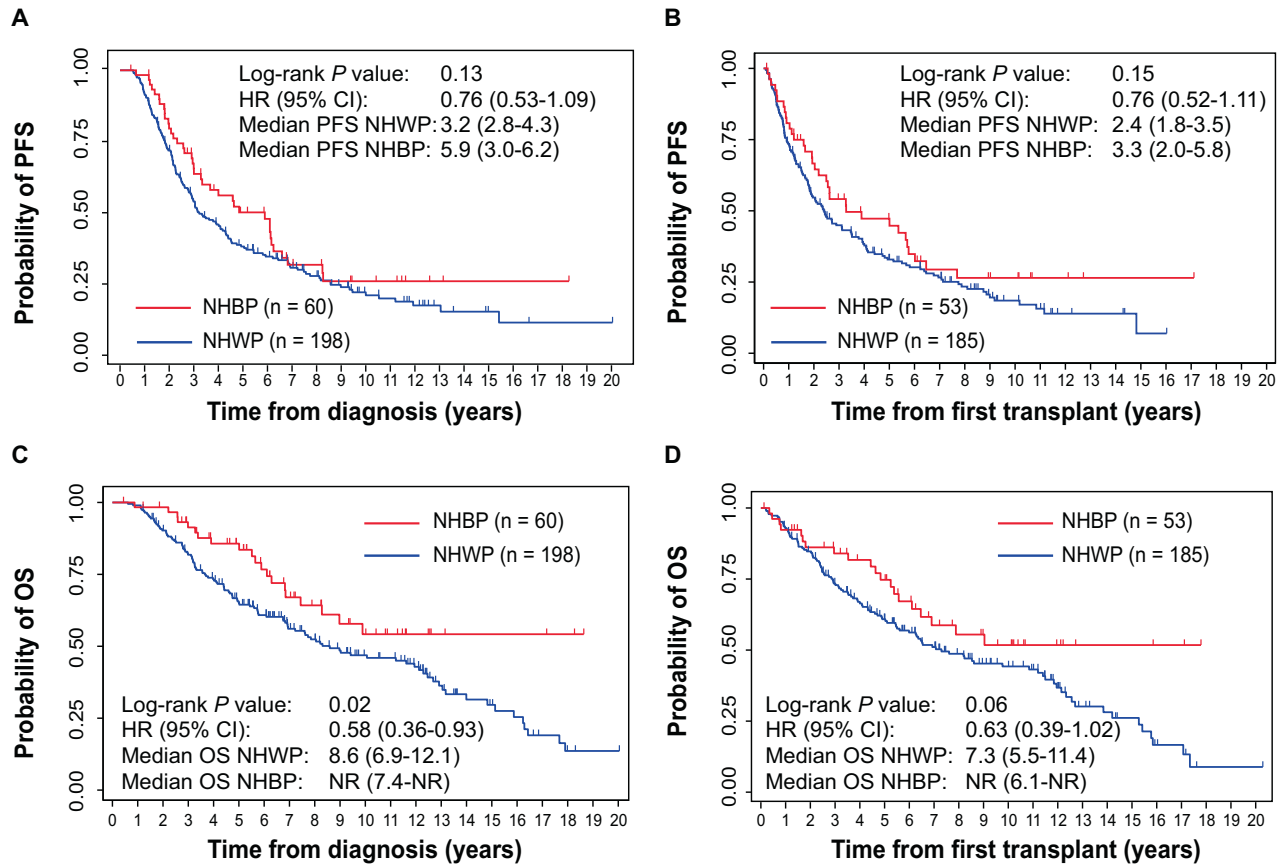 A
Probability of PFS
1.00
0.75
0.50
0.25
0.00
Log-rank P value: 0.13
HR (95% CI): 0.76 (0.53-1.09)
Median PFS NHWP: 3.2 (2.8-4.3)
Median PFS NHBP: 5.9 (3.0-6.2)
NHBP (n = 60)
NHWP (n = 198)
0 1 2 3 4 5 6 7 8 9 10 11 12 13 14 15 16 17 18 19 20
Time from diagnosis (years)
B
Probability of PFS
1.00
0.75
0.50
0.25
0.00
Log-rank P value: 0.15
HR (95% CI): 0.76 (0.52-1.11)
Median PFS NHWP: 2.4 (1.8-3.5)
Median PFS NHBP: 3.3 (2.0-5.8)
NHBP (n = 53)
NHWP (n = 185)
0 1 2 3 4 5 6 7 8 9 10 11 12 13 14 15 16 17 18 19 20
Time from first transplant (years)
C
Probability of OS
1.00
0.75
0.50
0.25
0.00
NHBP (n = 60)
NHWP (n = 198)
Log-rank P value: 0.02
HR (95% CI): 0.58 (0.36-0.93)
Median OS NHWP: 8.6 (6.9-12.1)
Median OS NHBP: NR (7.4-NR)
0 1 2 3 4 5 6 7 8 9 10 11 12 13 14 15 16 17 18 19 20
Time from diagnosis (years)
D
Probability of OS
1.00
0.75
0.50
0.25
0.00
NHBP (n = 53)
NHWP (n = 185)
Log-rank P value: 0.06
HR (95% CI): 0.63 (0.39-1.02)
Median OS NHWP: 7.3 (5.5-11.4)
Median OS NHBP: NR (6.1-NR)
0 1 2 3 4 5 6 7 8 9 10 11 12 13 14 15 16 17 18 19 20
Time from first transplant (years)